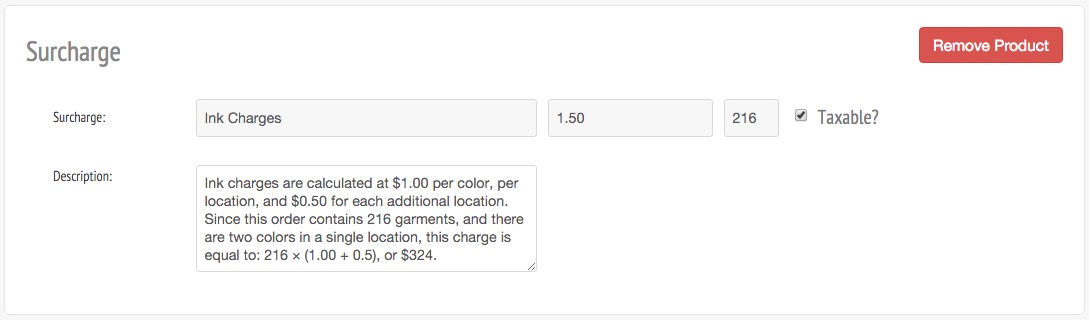 Surcharge
Remove Product
Surcharge: Ink Charges 1.50 216 Taxable?
Description:
Ink charges are calculated at $1.00 per color, per
location, and $0.50 for each additional location.
Since this order contains 216 garments, and there
are two colors in a single location, this charge is
equal to: 216 × (1.00 + 0.5), or $324.